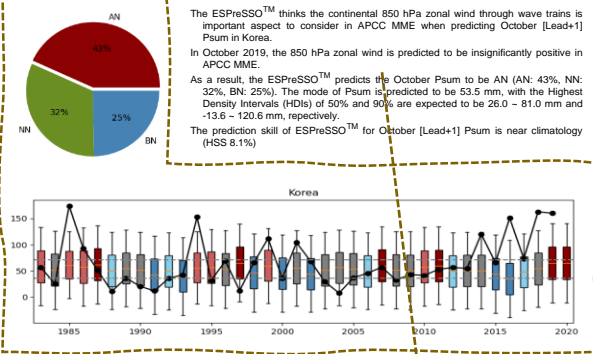 AN
43%
32%
25%
NN
BN
The ESPreSSO™ thinks the continental 850 hPa zonal wind through wave trains is
important aspect to consider in APCC MME when predicting October [Lead+1]
Psum in Korea.
In October 2019, the 850 hPa zonal wind is predicted to be insignificantly positive in
APCC MME.
As a result, the ESPreSSO™ predicts the October Psum to be AN (AN: 43%, NN:
32%, BN: 25%). The mode of Psum is predicted to be 53.5 mm, with the Highest
Density Intervals (HDIs) of 50% and 90% are expected to be 26.0 ~ 81.0 mm and
-13.6 ~ 120.6 mm, repectively.
The prediction skill of ESPreSSO™ for October [Lead+1] Psum is near climatology
(HSS 8.1%)
Korea
150
100
50
0
1985 1990 1995 2000 2005 2010 2015 2020